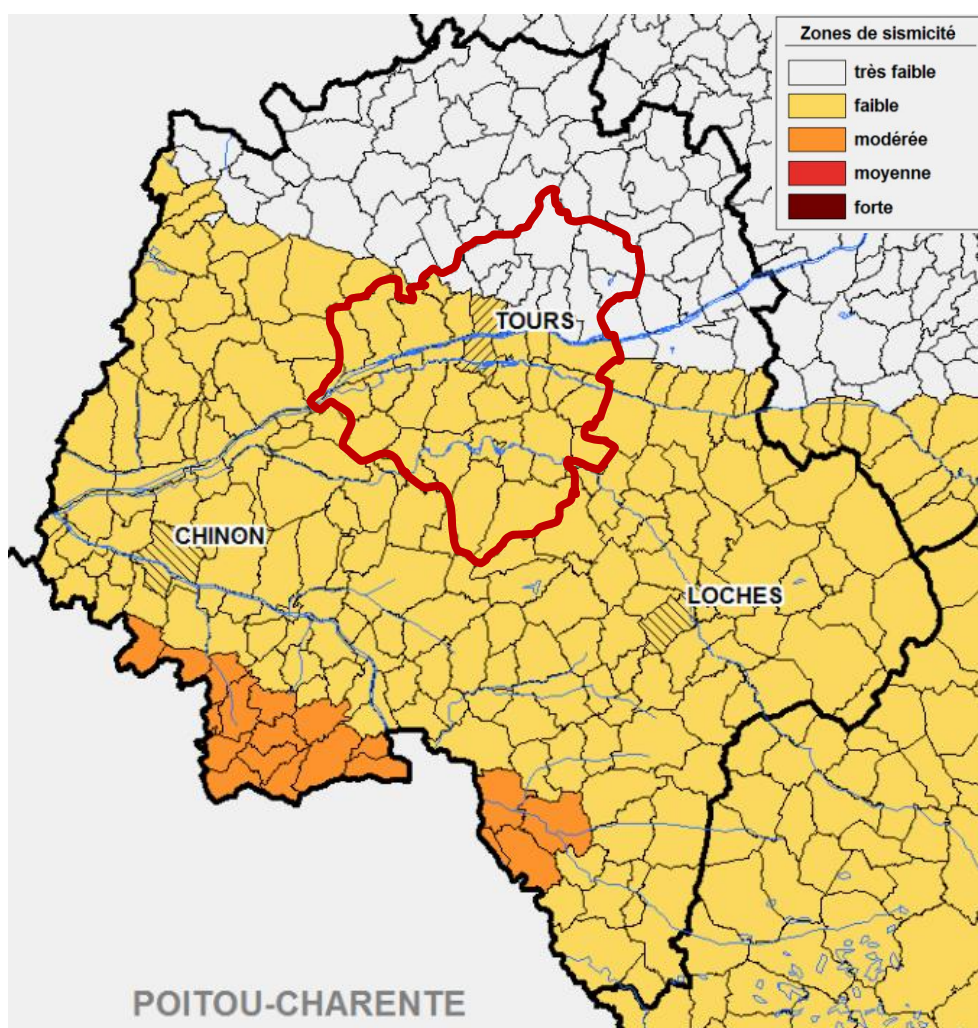 Zones de sismicité
très faible
faible
modérée
moyenne
forte
TOURS
CHINON
LOCHES
POITOU-CHARENTE